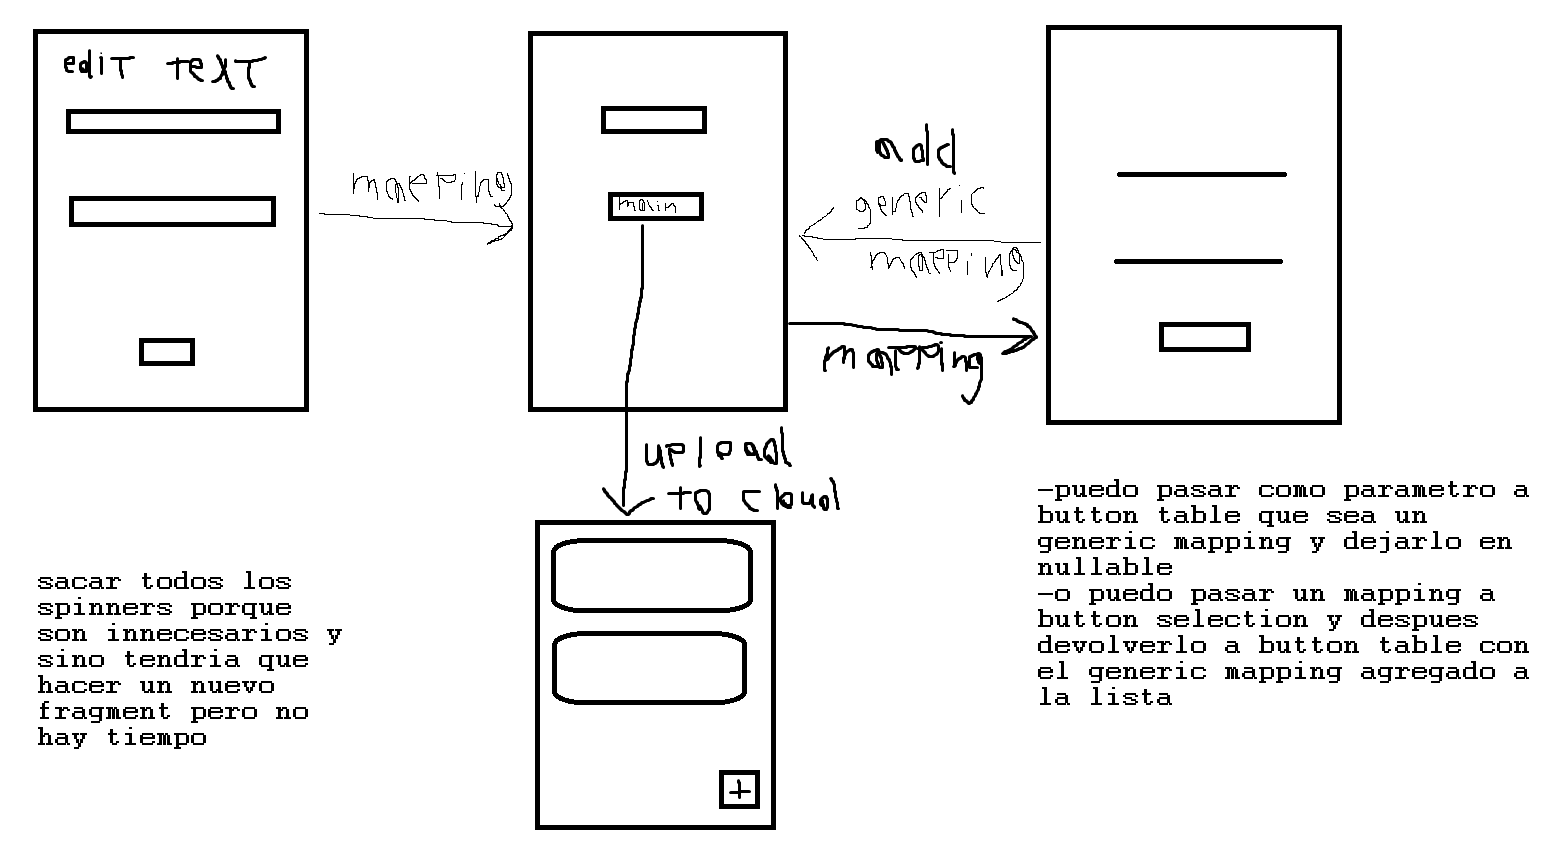 edit text
mapping
main
add
generic
mapping
mapping
upload
to cloud
+
sacar todos los
spinners porque
son innecesarios y
sino tendria que
hacer un nuevo
fragment pero no
hay tiempo
-puedo pasar como parametro a
button table que sea un
generic mapping y dejarlo en
nullable
-o puedo pasar un mapping a
button selection y despues
devolverlo a button table con
el generic mapping agregado a
la lista